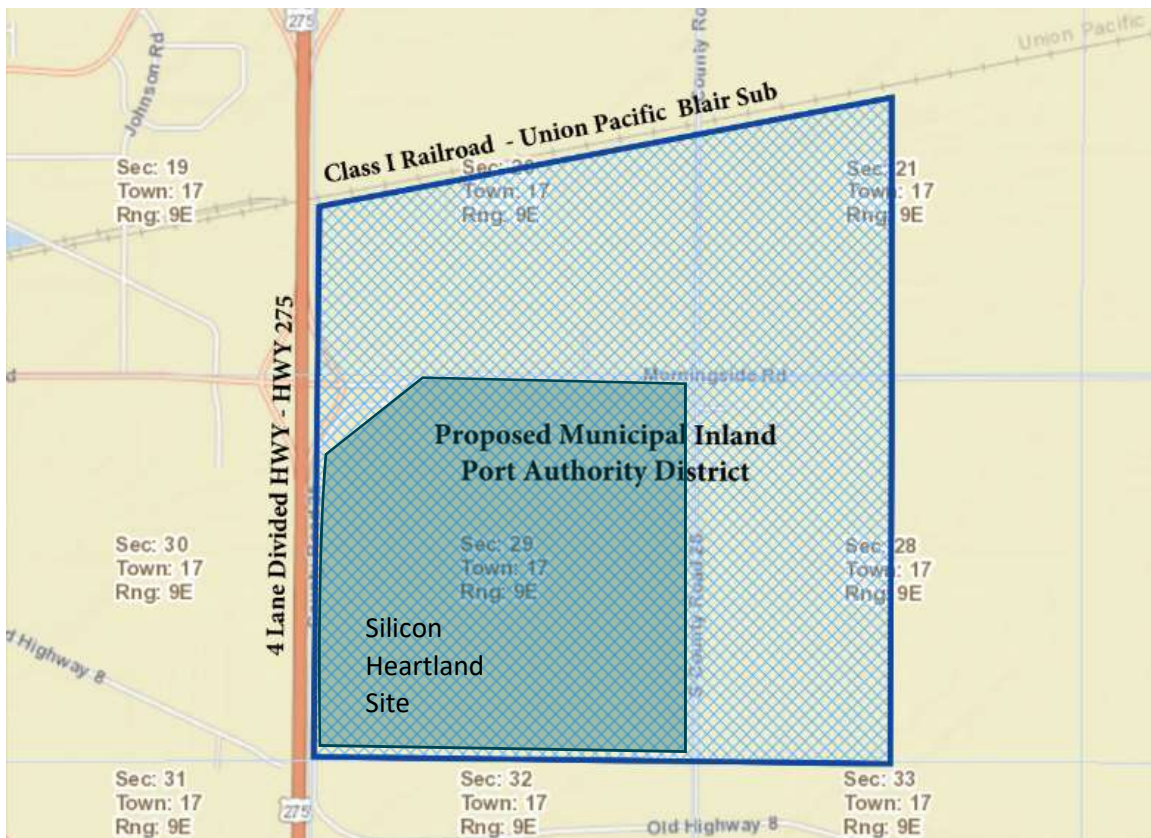 275
Johnson Rd
County Ro
Union Pacific
Class I Railroad - Union Pacific Blair Sub
Sec: 19
Town: 17
Rng: 9E
Sec: 20
Town: 17
Rng: 9E
Sec: 21
Town: 17
Rng: 9E
4 Lane Divided HWY - HWY 275
d
Morningside Rd
Proposed Municipal Inland
Port Authority District
Sec: 30
Town: 17
Rng: 9E
Sec: 29
Town: 17
Rng: 9E
Sec: 28
Town: 17
Rng: 9E
S County Road 26
d Highway 8
Silicon
Heartland
Site
Sec: 31
Town: 17
Rng: 9E
Sec: 32
Town: 17
Rng: 9E
Sec: 33
Town: 17
Rng: 9E
275
Old Highway 8